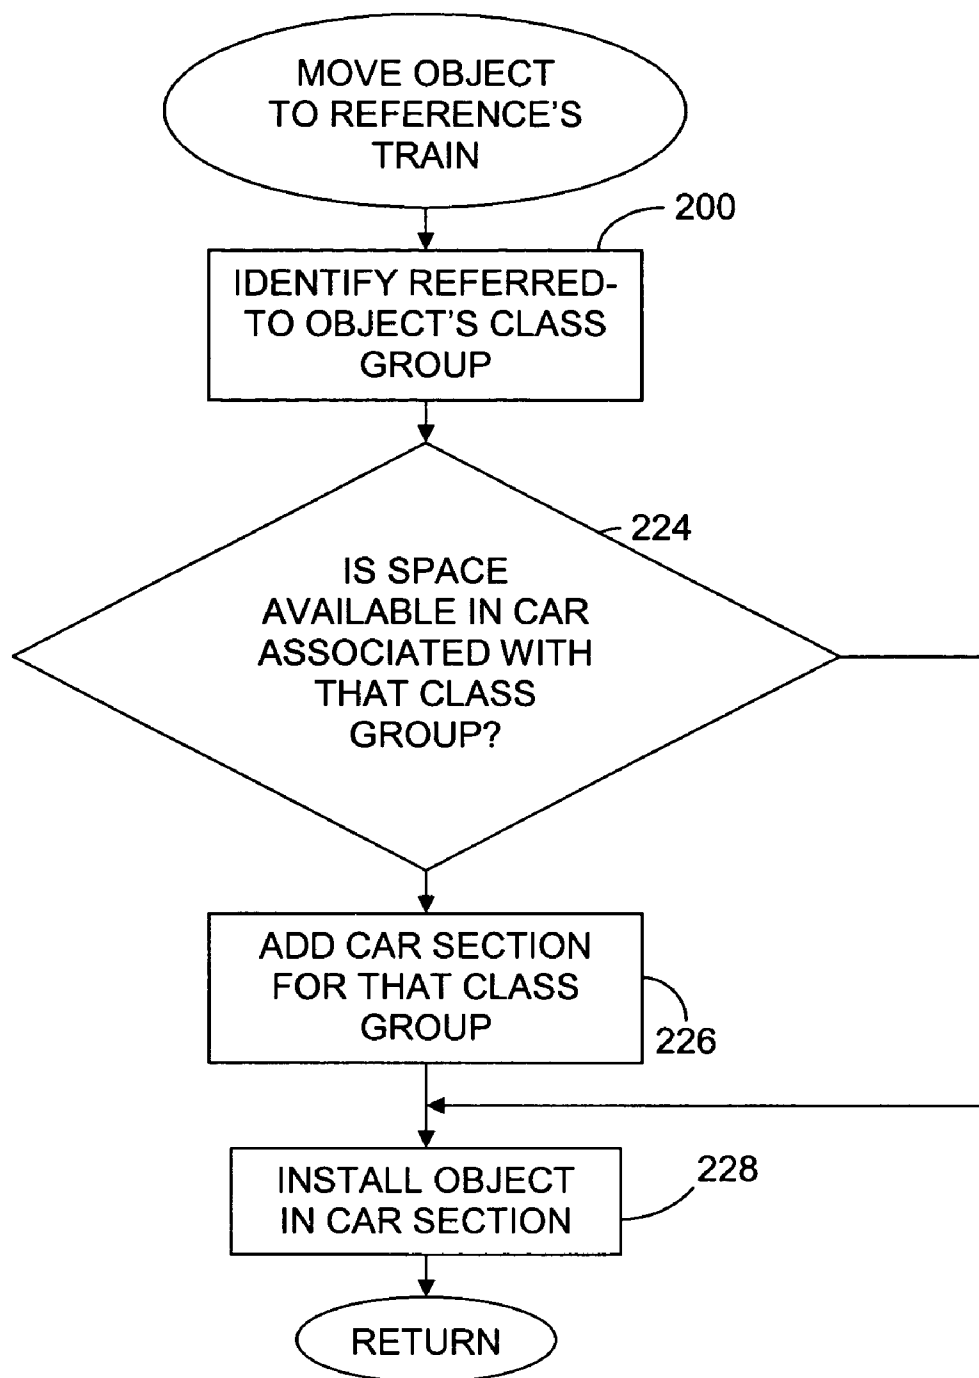 MOVE OBJECT
TO REFERENCE'S
TRAIN
200
IDENTIFY REFERRED-
TO OBJECT'S CLASS
GROUP
224
IS SPACE
AVAILABLE IN CAR
ASSOCIATED WITH
THAT CLASS
GROUP?
ADD CAR SECTION
FOR THAT CLASS
GROUP
226
INSTALL OBJECT
IN CAR SECTION
228
RETURN